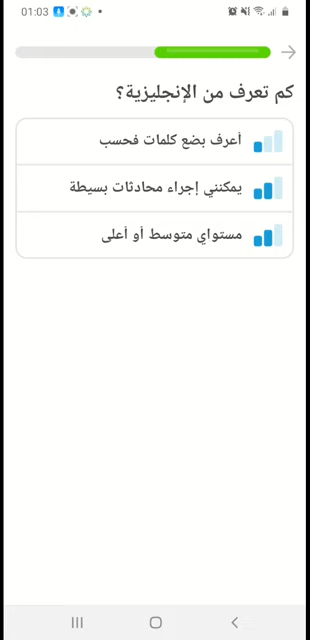 01:03
كم تعرف من الإنجليزية؟
أعرف بضع كلمات فحسب
يمكنني إجراء محادثات بسيطة
مستواي متوسط أو أعلى